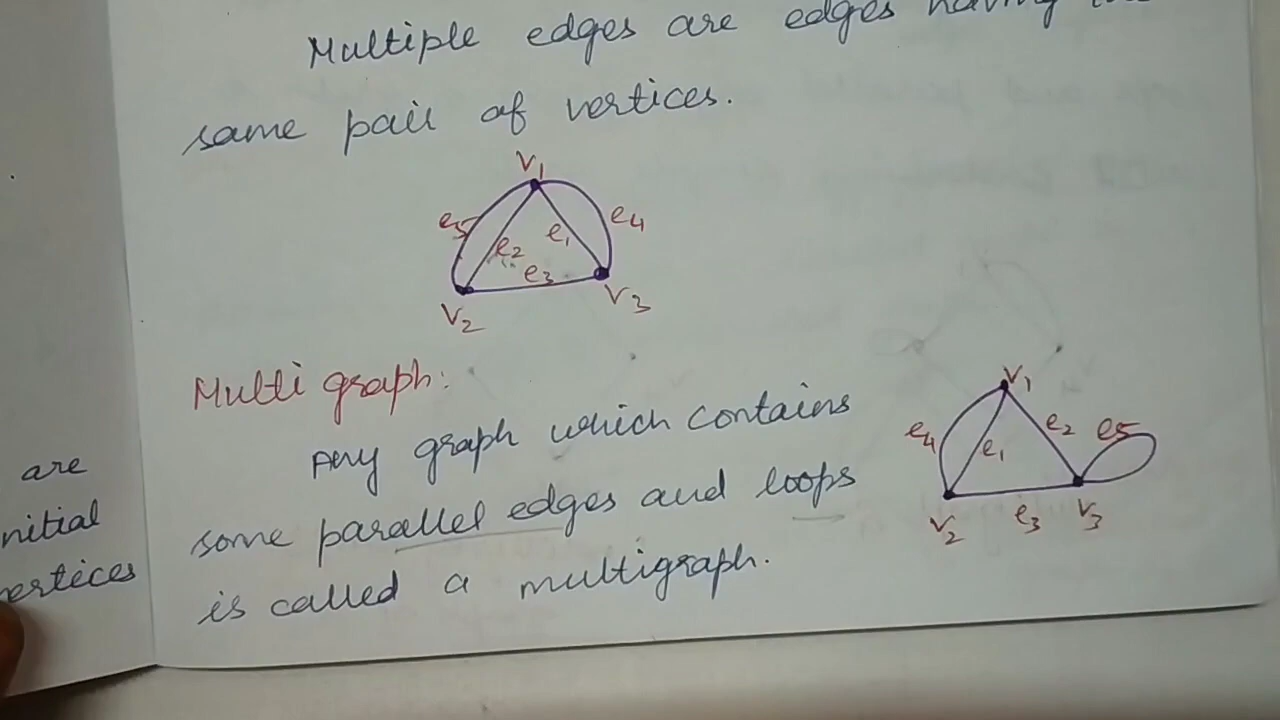 Multiple edges are edges having
same pair of vertices.
V1
e5
e4
e2
e1
e3
V2
V3
Multi graph:
Any graph which contains
some parallel edges and loops
is called a multigraph.
V1
e4
e1
e2
e5
V2
e3
V3
are
nitial
ertices